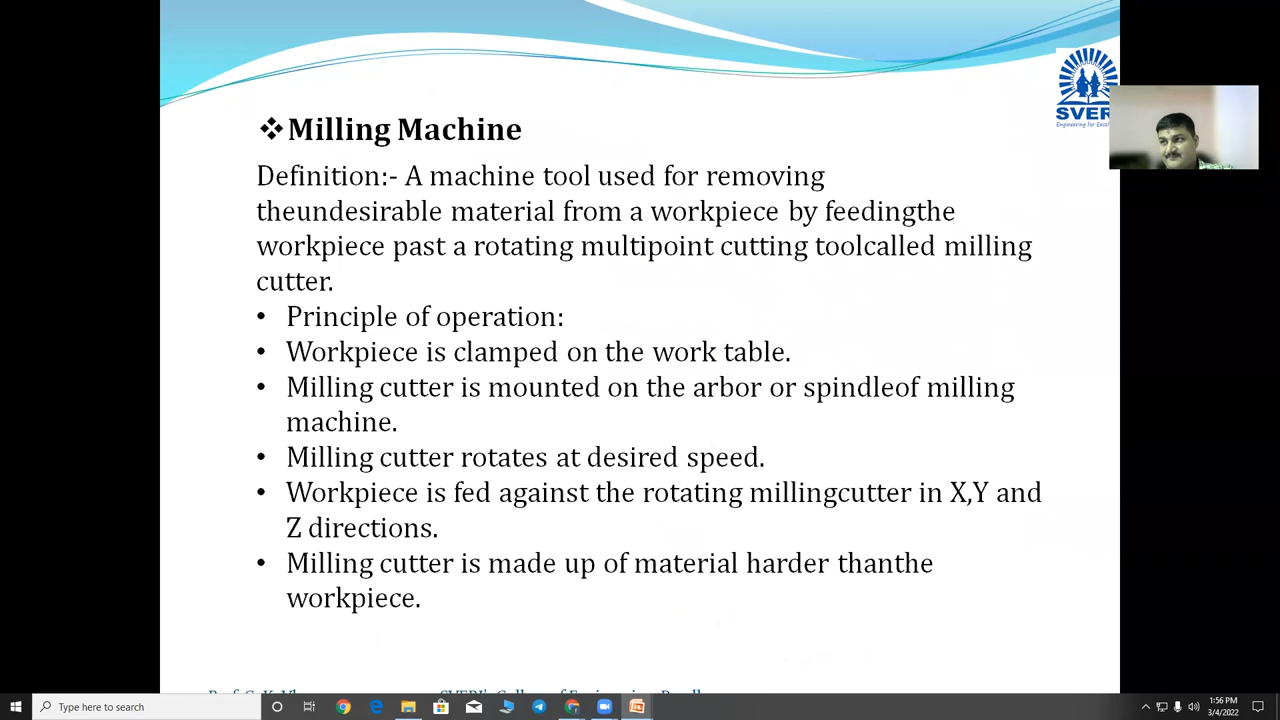 ❖ Milling Machine
SVER
Engineering for Excel
Definition:- A machine tool used for removing
theundesirable material from a workpiece by feedingthe
workpiece past a rotating multipoint cutting toolcalled milling
cutter.
• Principle of operation:
• Workpiece is clamped on the work table.
• Milling cutter is mounted on the arbor or spindleof milling
machine.
• Milling cutter rotates at desired speed.
• Workpiece is fed against the rotating millingcutter in X,Y and
Z directions.
• Milling cutter is made up of material harder thanthe
workpiece.
Type here to search
1:56 PM
3/4/2022